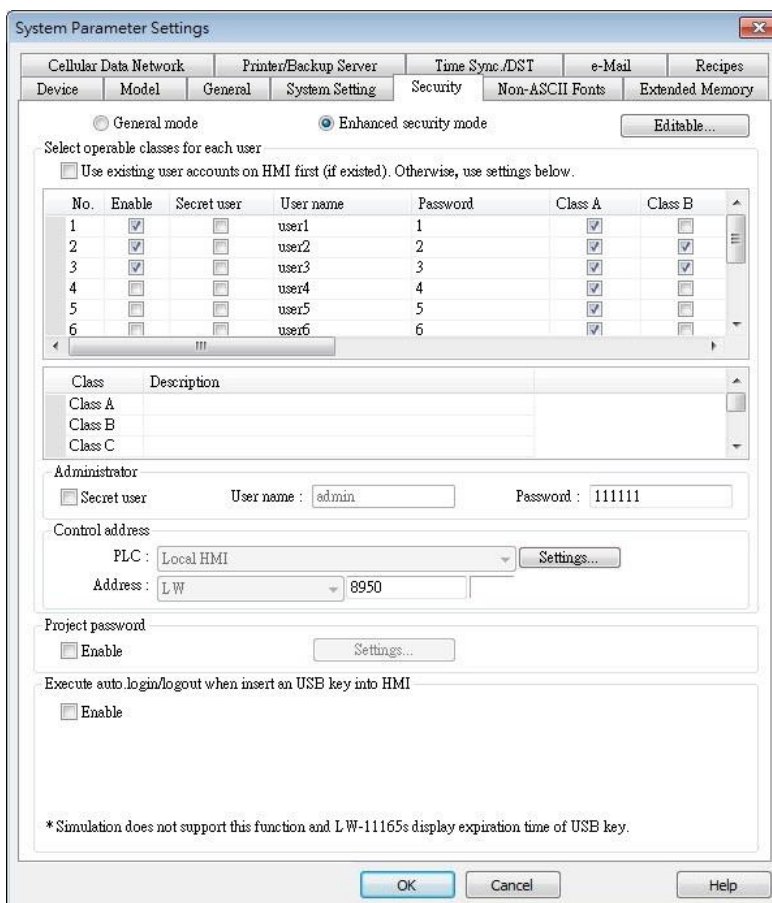 System Parameter Settings
Cellular Data Network Printer/Backup Server Time Sync./DST e-Mail Recipes
Device Model General System Setting Security Non-ASCII Fonts Extended Memory
General mode Enhanced security mode Editable...
Select operable classes for each user
Use existing user accounts on HMI first (if existed). Otherwise, use settings below.
No. Enable Secret user User name Password Class A Class B
1 user1 1
2 user2 2
3 user3 3
4 user4 4
5 user5 5
6 user6 6
Class Description
Class A
Class B
Class C
Administrator
Secret user User name : admin Password : 111111
Control address
PLC : Local HMI Settings...
Address : LW 8950
Project password
Enable Settings...
Execute auto.login/logout when insert an USB key into HMI
Enable
* Simulation does not support this function and LW-11165s display expiration time of USB key.
OK Cancel Help